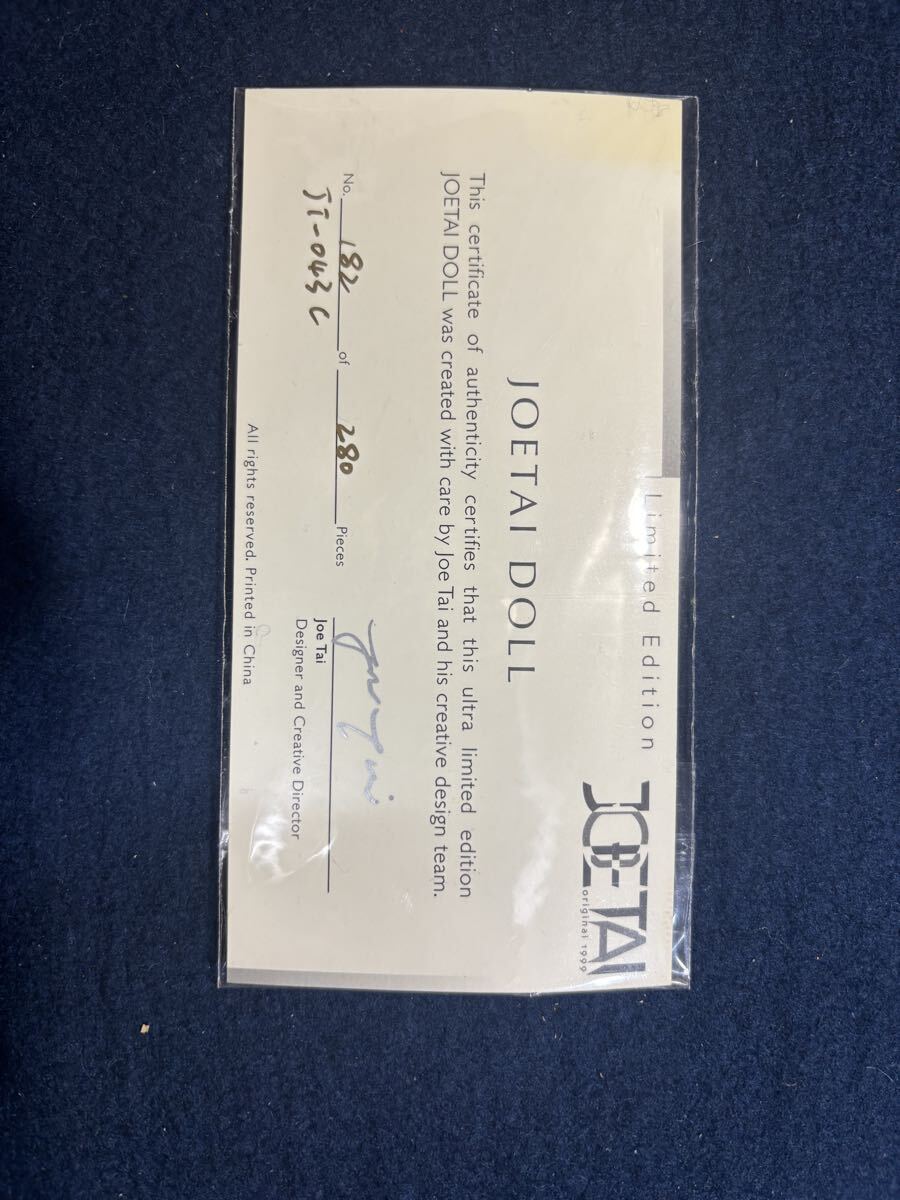 Limited Edition
JOETAI
original 1999
JOETAI DOLL
This certificate of authenticity certifies that this ultra limited edition
JOETAI DOLL was created with care by Joe Tai and his creative design team.
No. 182 of 280 Pieces
JT-043C
Joe Tai
Designer and Creative Director
All rights reserved. Printed in China